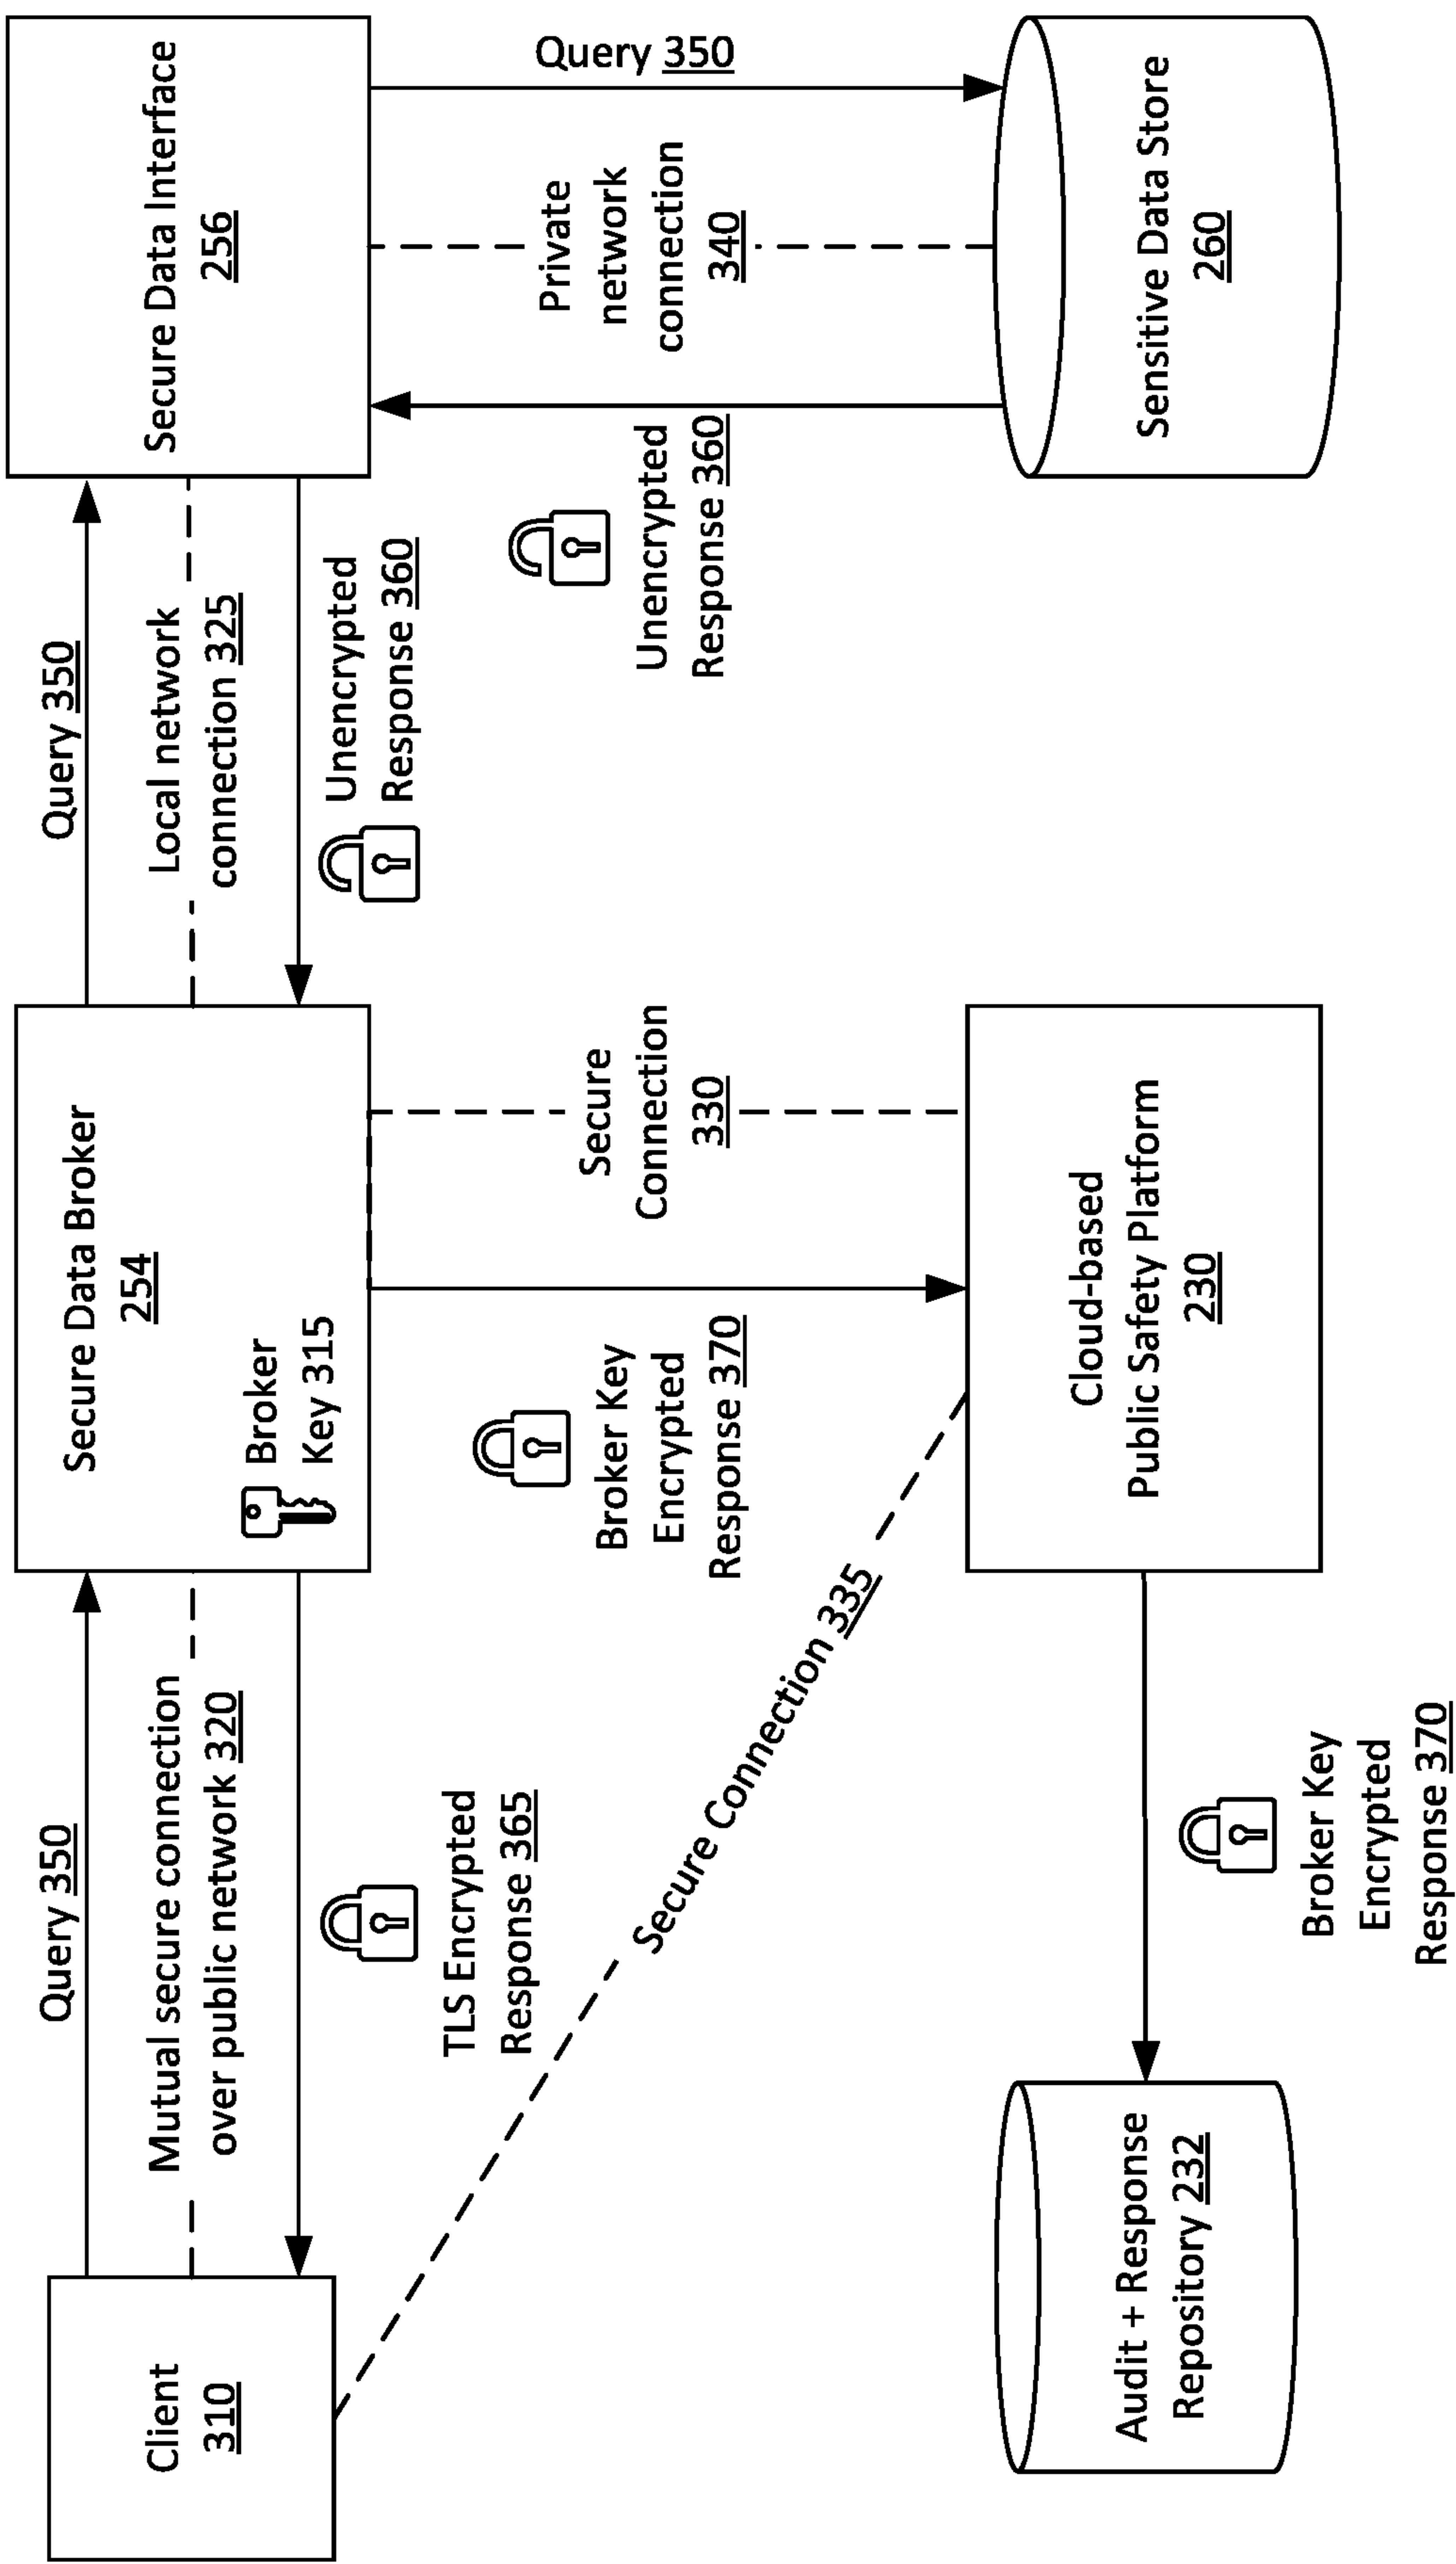 Client
310
Query 350
Mutual secure connection
over public network 320
TLS Encrypted
Response 365
Secure Data Broker
254
Broker
Key 315
Query 350
Local network
connection 325
Unencrypted
Response 360
Secure Data Interface
256
Secure Connection 335
Broker Key
Encrypted
Response 370
Secure
Connection
330
Unencrypted
Response 360
Private
network
connection
340
Query 350
Audit + Response
Repository 232
Broker Key
Encrypted
Response 370
Cloud-based
Public Safety Platform
230
Sensitive Data Store
260